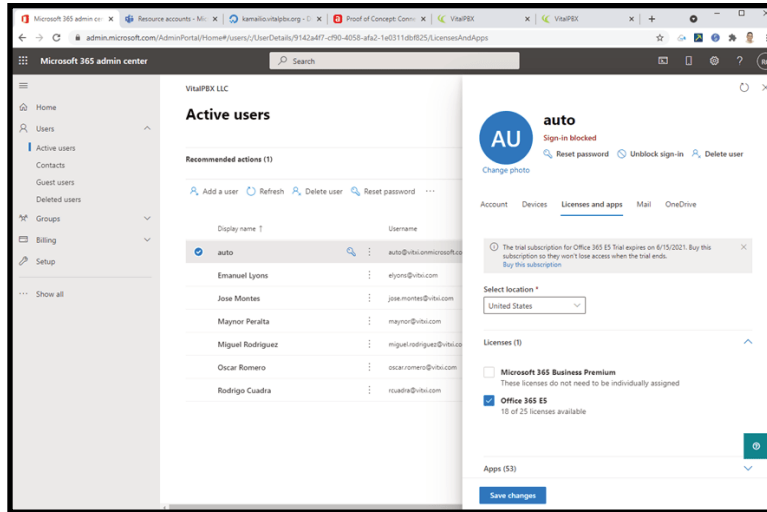 Microsoft 365 admin cen
Resource accounts - Mi
kamailio.vitalpbx.org - D
Proof of Concept: Conne
VitalPBX
VitalPBX
admin.microsoft.com/AdminPortal/Home#/users/:/UserDetails/9142a4f7-cf90-4058-afa2-1e0311dbf825/LicensesAndApps
Microsoft 365 admin center
Search
Home
Users
Active users
Contacts
Guest users
Deleted users
Groups
Billing
Setup
Show all
VitalPBX LLC
Active users
Recommended actions (1)
Add a user Refresh Delete user Reset password
Display name ↑ Username
auto auto@vitxi.onmicrosoft.co
Emanuel Lyons elyons@vitxi.com
Jose Montes jose.montes@vitxi.com
Maynor Peralta maynor@vitxi.com
Miguel Rodriguez miguel.rodriguez@vitxi.co
Oscar Romero oscar.romero@vitxi.com
Rodrigo Cuadra rcuadra@vitxi.com
AU
Change photo
auto
Sign-in blocked
Reset password Unblock sign-in Delete user
Account Devices Licenses and apps Mail OneDrive
The trial subscription for Office 365 E5 Trial expires on 6/15/2021. Buy this
subscription so they won't lose access when the trial ends.
Buy this subscription
Select location *
United States
Licenses (1)
Microsoft 365 Business Premium
These licenses do not need to be individually assigned
Office 365 E5
18 of 25 licenses available
Apps (53)
Save changes